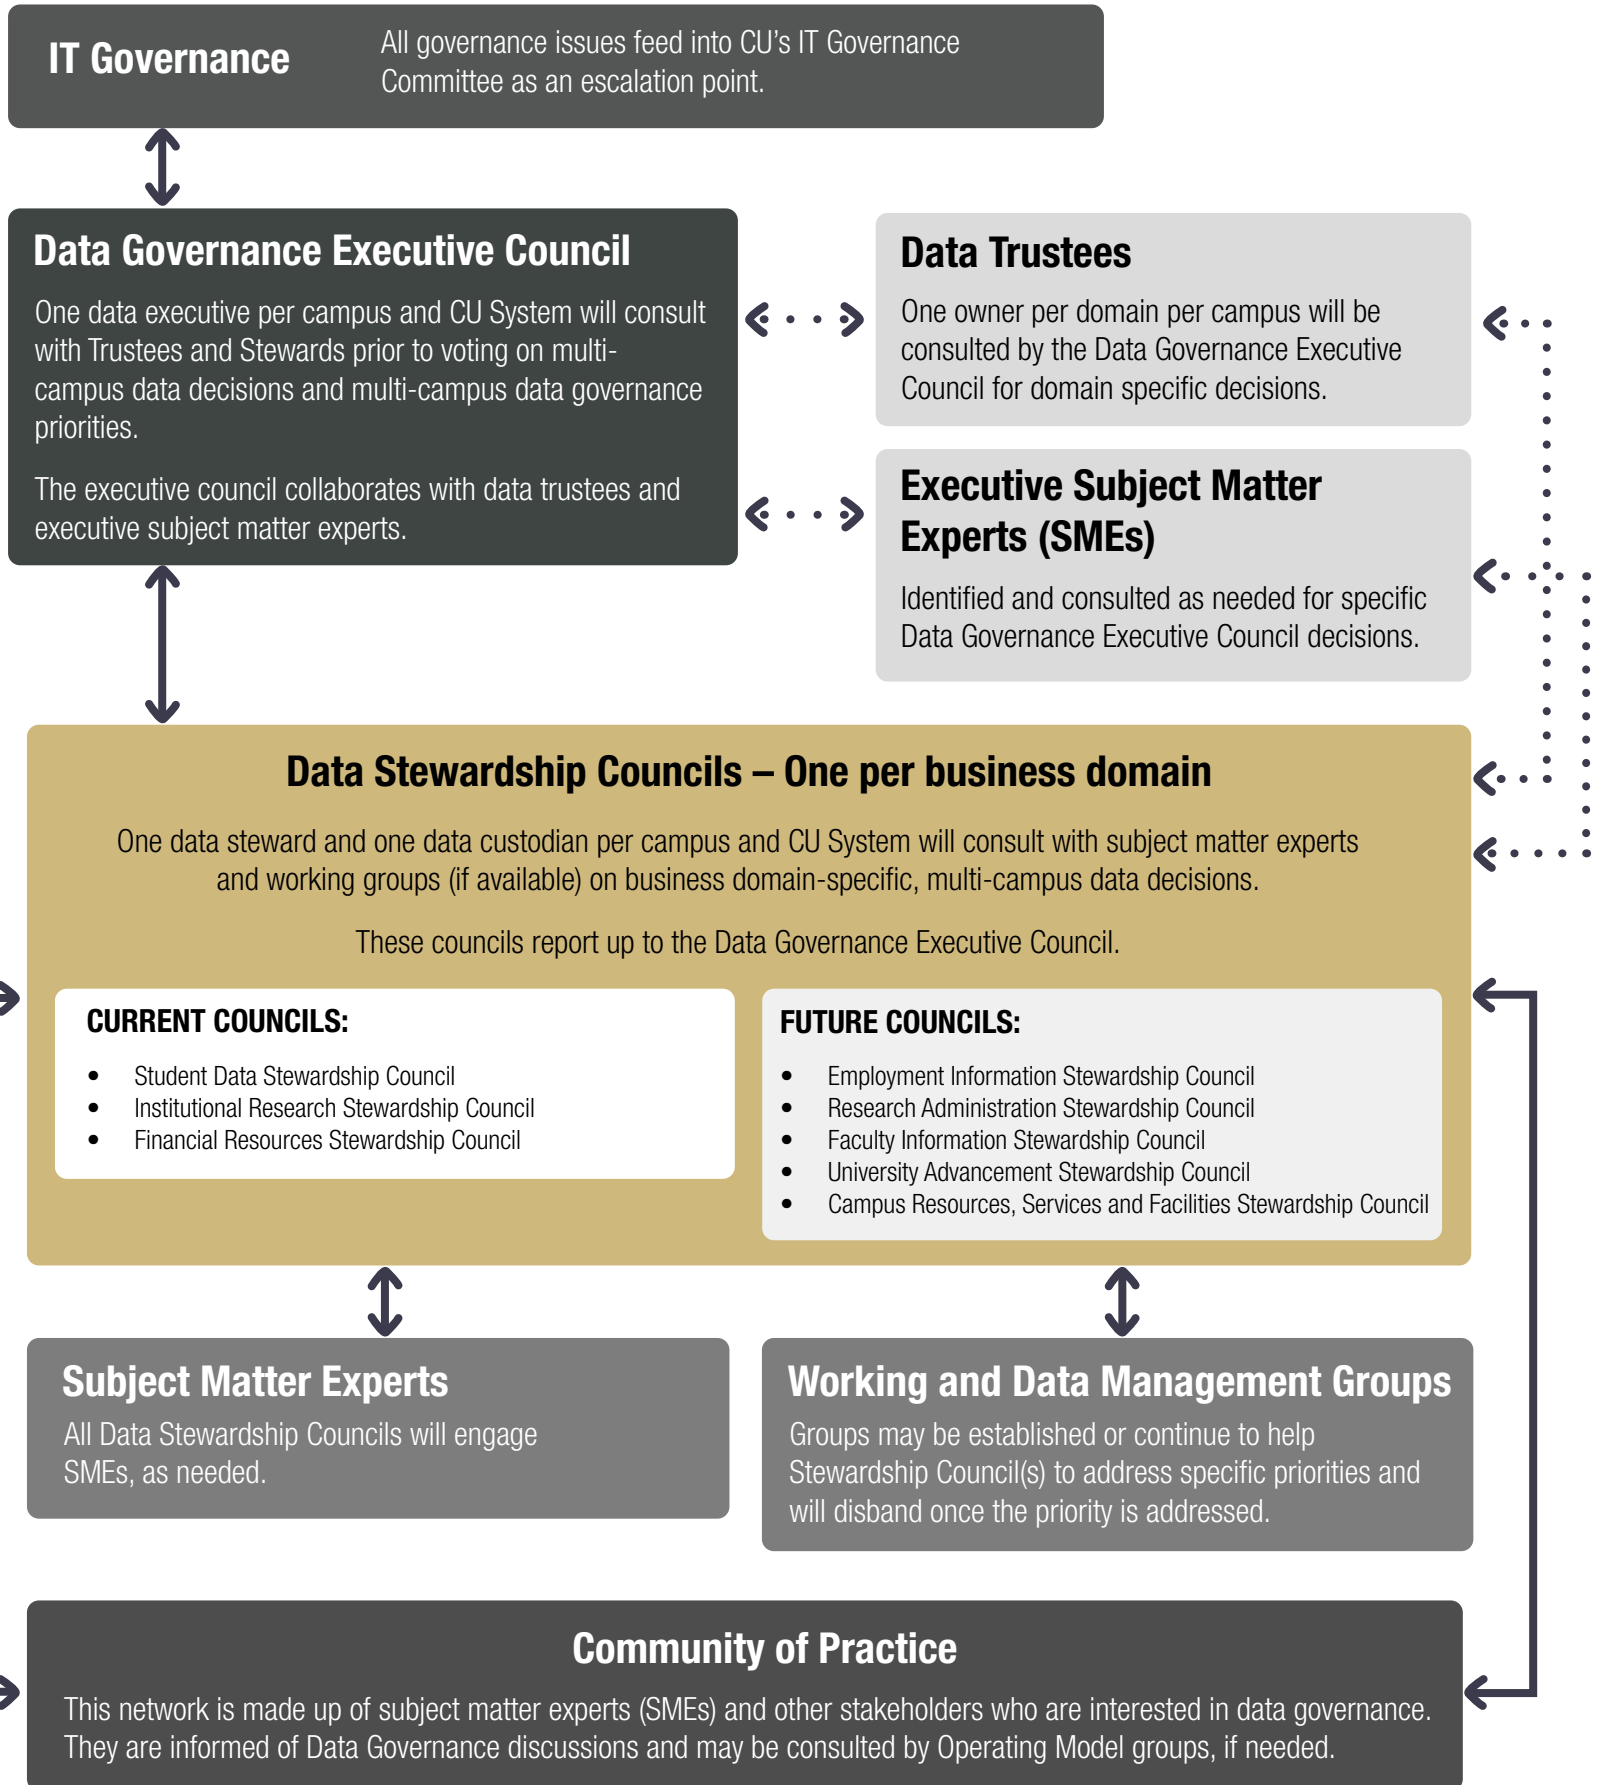 IT Governance
All governance issues feed into CU’s IT Governance
Committee as an escalation point.
Data Governance Executive Council
One data executive per campus and CU System will consult
with Trustees and Stewards prior to voting on multi-
campus data decisions and multi-campus data governance
priorities.
The executive council collaborates with data trustees and
executive subject matter experts.
Data Trustees
One owner per domain per campus will be
consulted by the Data Governance Executive
Council for domain specific decisions.
Executive Subject Matter
Experts (SMEs)
Identified and consulted as needed for specific
Data Governance Executive Council decisions.
Data Stewardship Councils – One per business domain
One data steward and one data custodian per campus and CU System will consult with subject matter experts
and working groups (if available) on business domain-specific, multi-campus data decisions.
These councils report up to the Data Governance Executive Council.
CURRENT COUNCILS:
• Student Data Stewardship Council
• Institutional Research Stewardship Council
• Financial Resources Stewardship Council
FUTURE COUNCILS:
• Employment Information Stewardship Council
• Research Administration Stewardship Council
• Faculty Information Stewardship Council
• University Advancement Stewardship Council
• Campus Resources, Services and Facilities Stewardship Council
Subject Matter Experts
All Data Stewardship Councils will engage
SMEs, as needed.
Working and Data Management Groups
Groups may be established or continue to help
Stewardship Council(s) to address specific priorities and
will disband once the priority is addressed.
Community of Practice
This network is made up of subject matter experts (SMEs) and other stakeholders who are interested in data governance.
They are informed of Data Governance discussions and may be consulted by Operating Model groups, if needed.